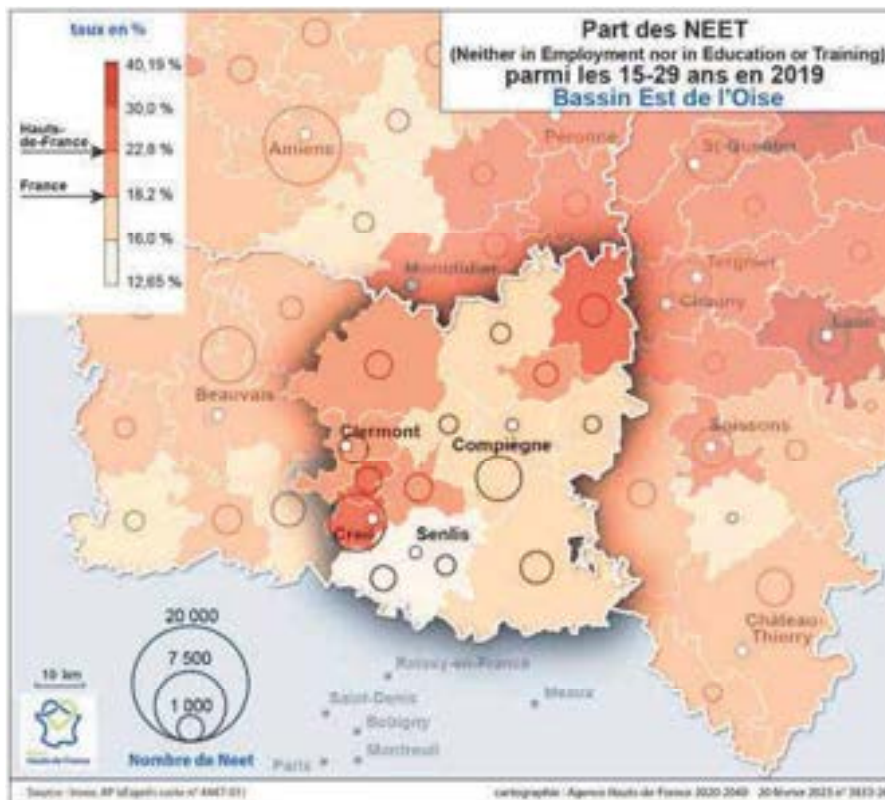 Part des NEET
(Neither in Employment nor in Education or Training)
parmi les 15-29 ans en 2019
Bassin Est de l'Oise
taux en %
40,19 %
30,0 %
Hauts-de-France
22,8 %
France
18,2 %
16,0 %
12,65 %
Amiens
Péronne
St-Quentin
Montdidier
Tergnier
Chauny
Laon
Beauvais
Clermont
Compiègne
Soissons
Creil
Senlis
Château-Thierry
20 000
7 500
1 000
Nombre de Neet
10 km
Hauts-de-France
Roissy-en-France
Saint-Denis
Meaux
Bobigny
Montreuil
Paris
cartographie : Agence Hauts-de-France 2020-2040